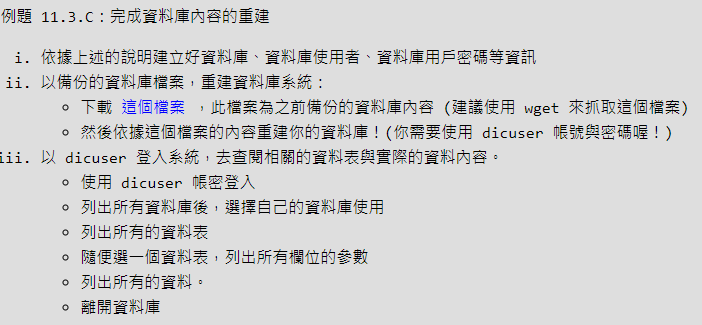 例題 11.3.C：完成資料庫內容的重建
i. 依據上述的說明建立好資料庫、資料庫使用者、資料庫用戶密碼等資訊
ii. 以備份的資料庫檔案，重建資料庫系統：
○ 下載 這個檔案 ，此檔案為之前備份的資料庫內容 (建議使用 wget 來抓取這個檔案)
○ 然後依據這個檔案的內容重建你的資料庫！(你需要使用 dicuser 帳號與密碼喔！)
iii. 以 dicuser 登入系統，去查閱相關的資料表與實際的資料內容。
○ 使用 dicuser 帳密登入
○ 列出所有資料庫後，選擇自己的資料庫使用
○ 列出所有的資料表
○ 隨便選一個資料表，列出所有欄位的參數
○ 列出所有的資料。
○ 離開資料庫